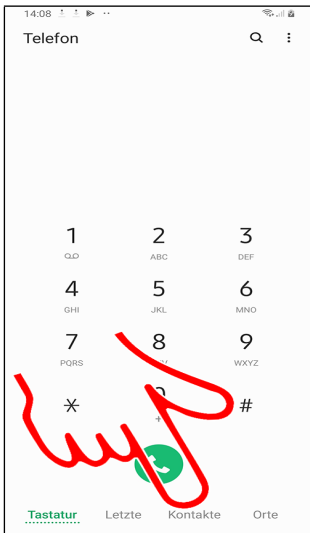 14:08
Telefon
1 2 3
ABC DEF
4 5 6
GHI JKL MNO
7 8 9
PQRS WXYZ
* #
+
Tastatur Letzte Kontakte Orte